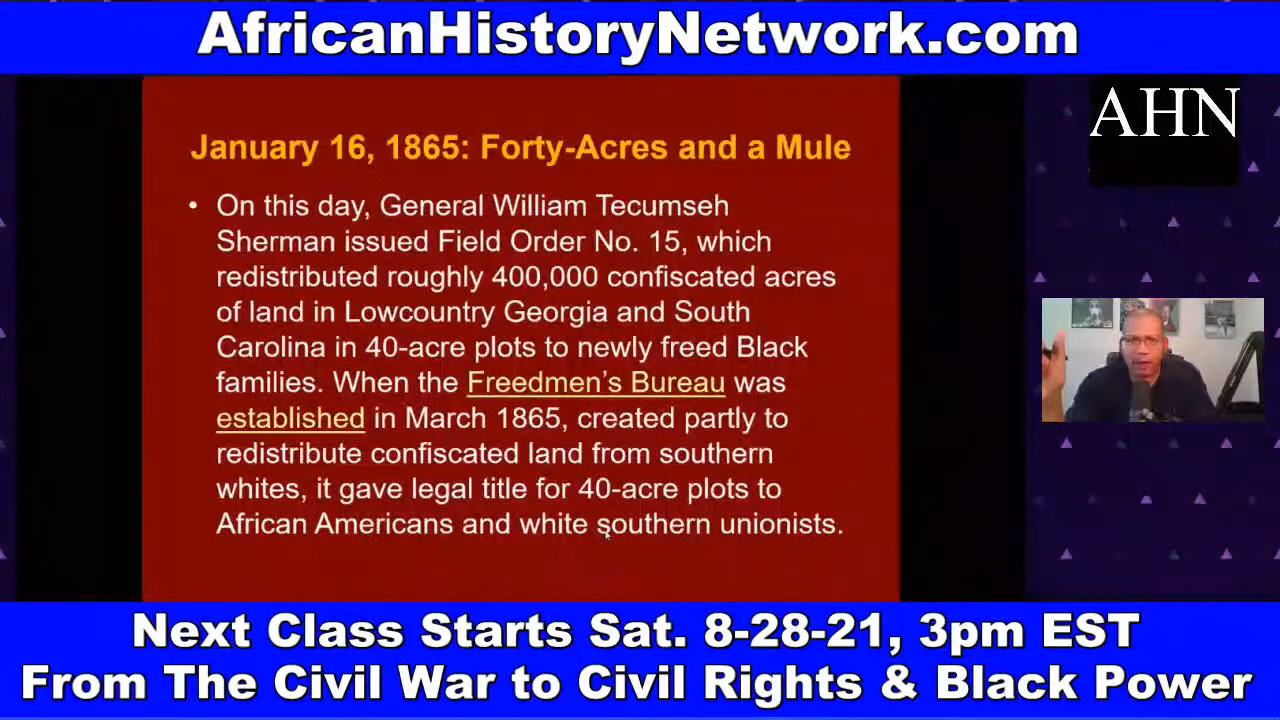 AfricanHistoryNetwork.com
AHN
January 16, 1865: Forty-Acres and a Mule
• On this day, General William Tecumseh
Sherman issued Field Order No. 15, which
redistributed roughly 400,000 confiscated acres
of land in Lowcountry Georgia and South
Carolina in 40-acre plots to newly freed Black
families. When the Freedmen's Bureau was
established in March 1865, created partly to
redistribute confiscated land from southern
whites, it gave legal title for 40-acre plots to
African Americans and white southern unionists.
Next Class Starts Sat. 8-28-21, 3pm EST
From The Civil War to Civil Rights & Black Power